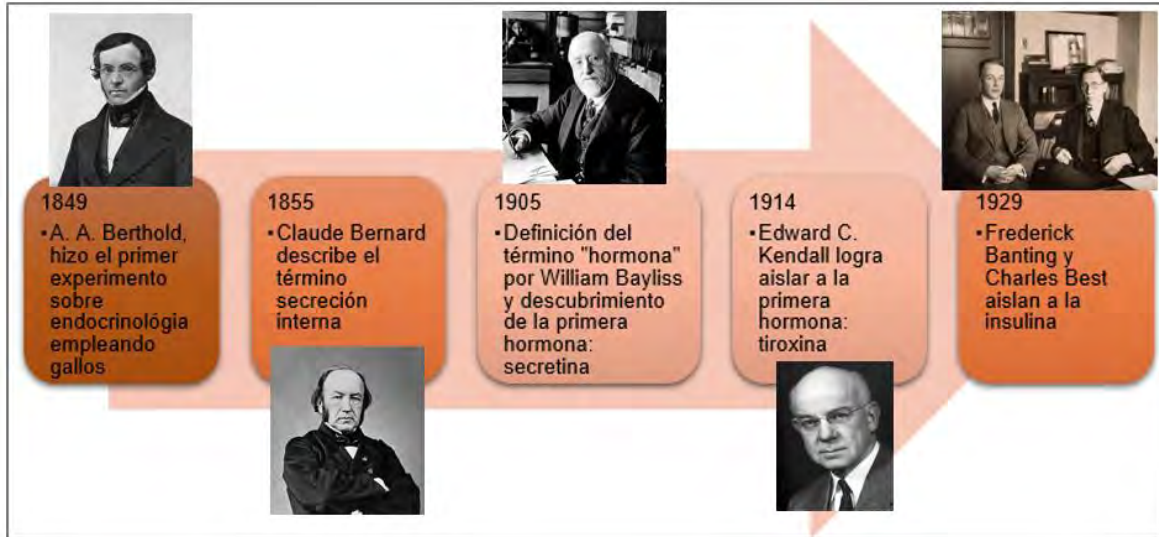 1849
•A. A. Berthold,
hizo el primer
experimento
sobre
endocrinológia
empleando
gallos
1855
•Claude Bernard
describe el
término
secreción
interna
1905
•Definición del
término "hormona"
por William Bayliss
y descubrimiento
de la primera
hormona:
secretina
1914
•Edward C.
Kendall logra
aislar a la
primera
hormona:
tiroxina
1929
•Frederick
Banting y
Charles Best
aislan a la
insulina